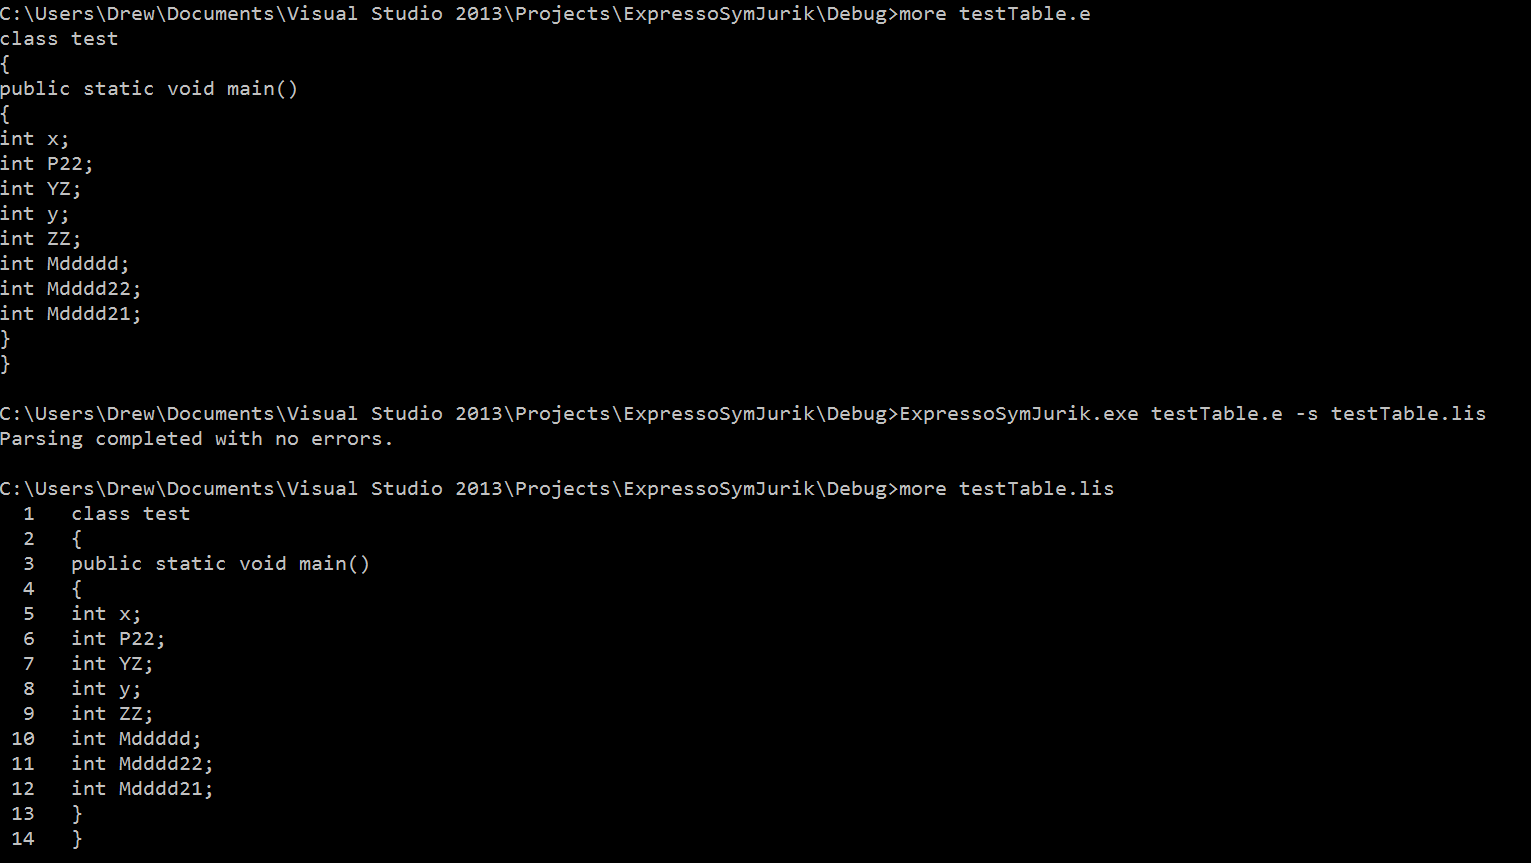 C:\Users\Drew\Documents\Visual Studio 2013\Projects\ExpressoSymJurik\Debug>more testTable.e
class test
{
public static void main()
{
int x;
int P22;
int YZ;
int y;
int ZZ;
int Mddddd;
int Mdddd22;
int Mdddd21;
}
}
C:\Users\Drew\Documents\Visual Studio 2013\Projects\ExpressoSymJurik\Debug>ExpressoSymJurik.exe testTable.e -s testTable.lis
Parsing completed with no errors.
C:\Users\Drew\Documents\Visual Studio 2013\Projects\ExpressoSymJurik\Debug>more testTable.lis
1 class test
2 {
3 public static void main()
4 {
5 int x;
6 int P22;
7 int YZ;
8 int y;
9 int ZZ;
10 int Mddddd;
11 int Mdddd22;
12 int Mdddd21;
13 }
14 }